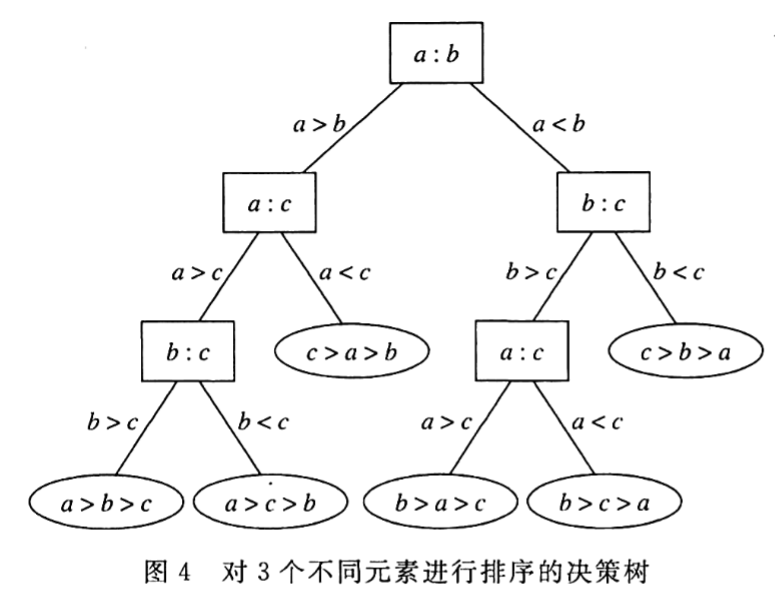 a : b
a > b
a < b
a : c
b : c
a > c
a < c
b > c
b < c
b : c
c > a > b
a : c
c > b > a
b > c
b < c
a > c
a < c
a > b > c
a > c > b
b > a > c
b > c > a
图 4 对 3 个不同元素进行排序的决策树